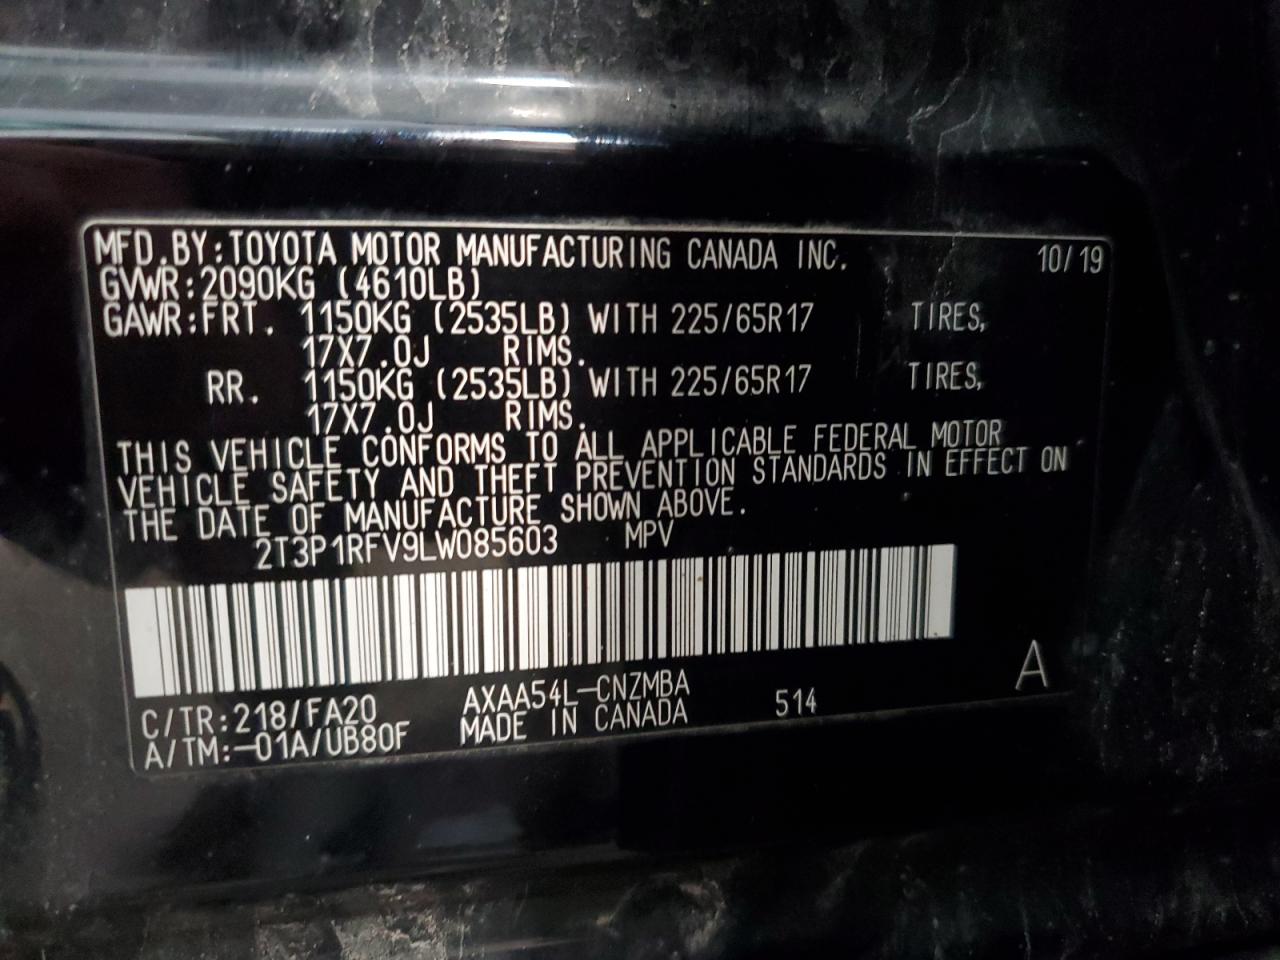 MFD.BY:TOYOTA MOTOR MANUFACTURING CANADA INC. 10/19
GVWR:2090KG (4610LB)
GAWR:FRT. 1150KG (2535LB) WITH 225/65R17 TIRES,
17X7.0J RIMS.
RR. 1150KG (2535LB) WITH 225/65R17 TIRES,
17X7.0J RIMS.
THIS VEHICLE CONFORMS TO ALL APPLICABLE FEDERAL MOTOR
VEHICLE SAFETY AND THEFT PREVENTION STANDARDS IN EFFECT ON
THE DATE OF MANUFACTURE SHOWN ABOVE.
2T3P1RFV9LW085603 MPV
A
C/TR:218/FA20 AXAA54L-CNZMBA 514
A/TM:-01A/UB80F MADE IN CANADA